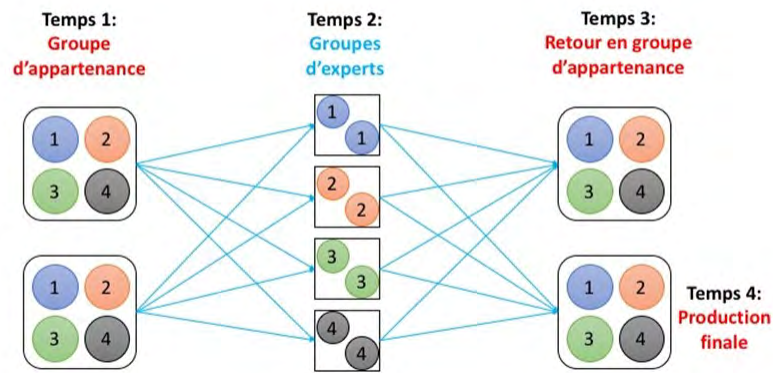 Temps 1:
Groupe
d'appartenance
Temps 2:
Groupes
d'experts
Temps 3:
Retour en groupe
d'appartenance
1 2
3 4
1
1
2
2
3
3
4
4
1 2
3 4
1 2
3 4
1 2
3 4
Temps 4:
Production
finale